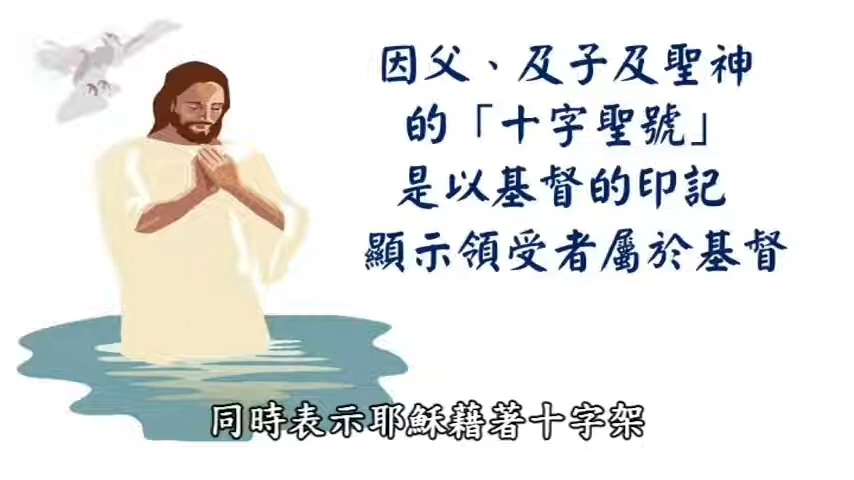 因父、及子及聖神
的「十字聖號」
是以基督的印記
顯示領受者屬於基督
同時表示耶穌藉著十字架